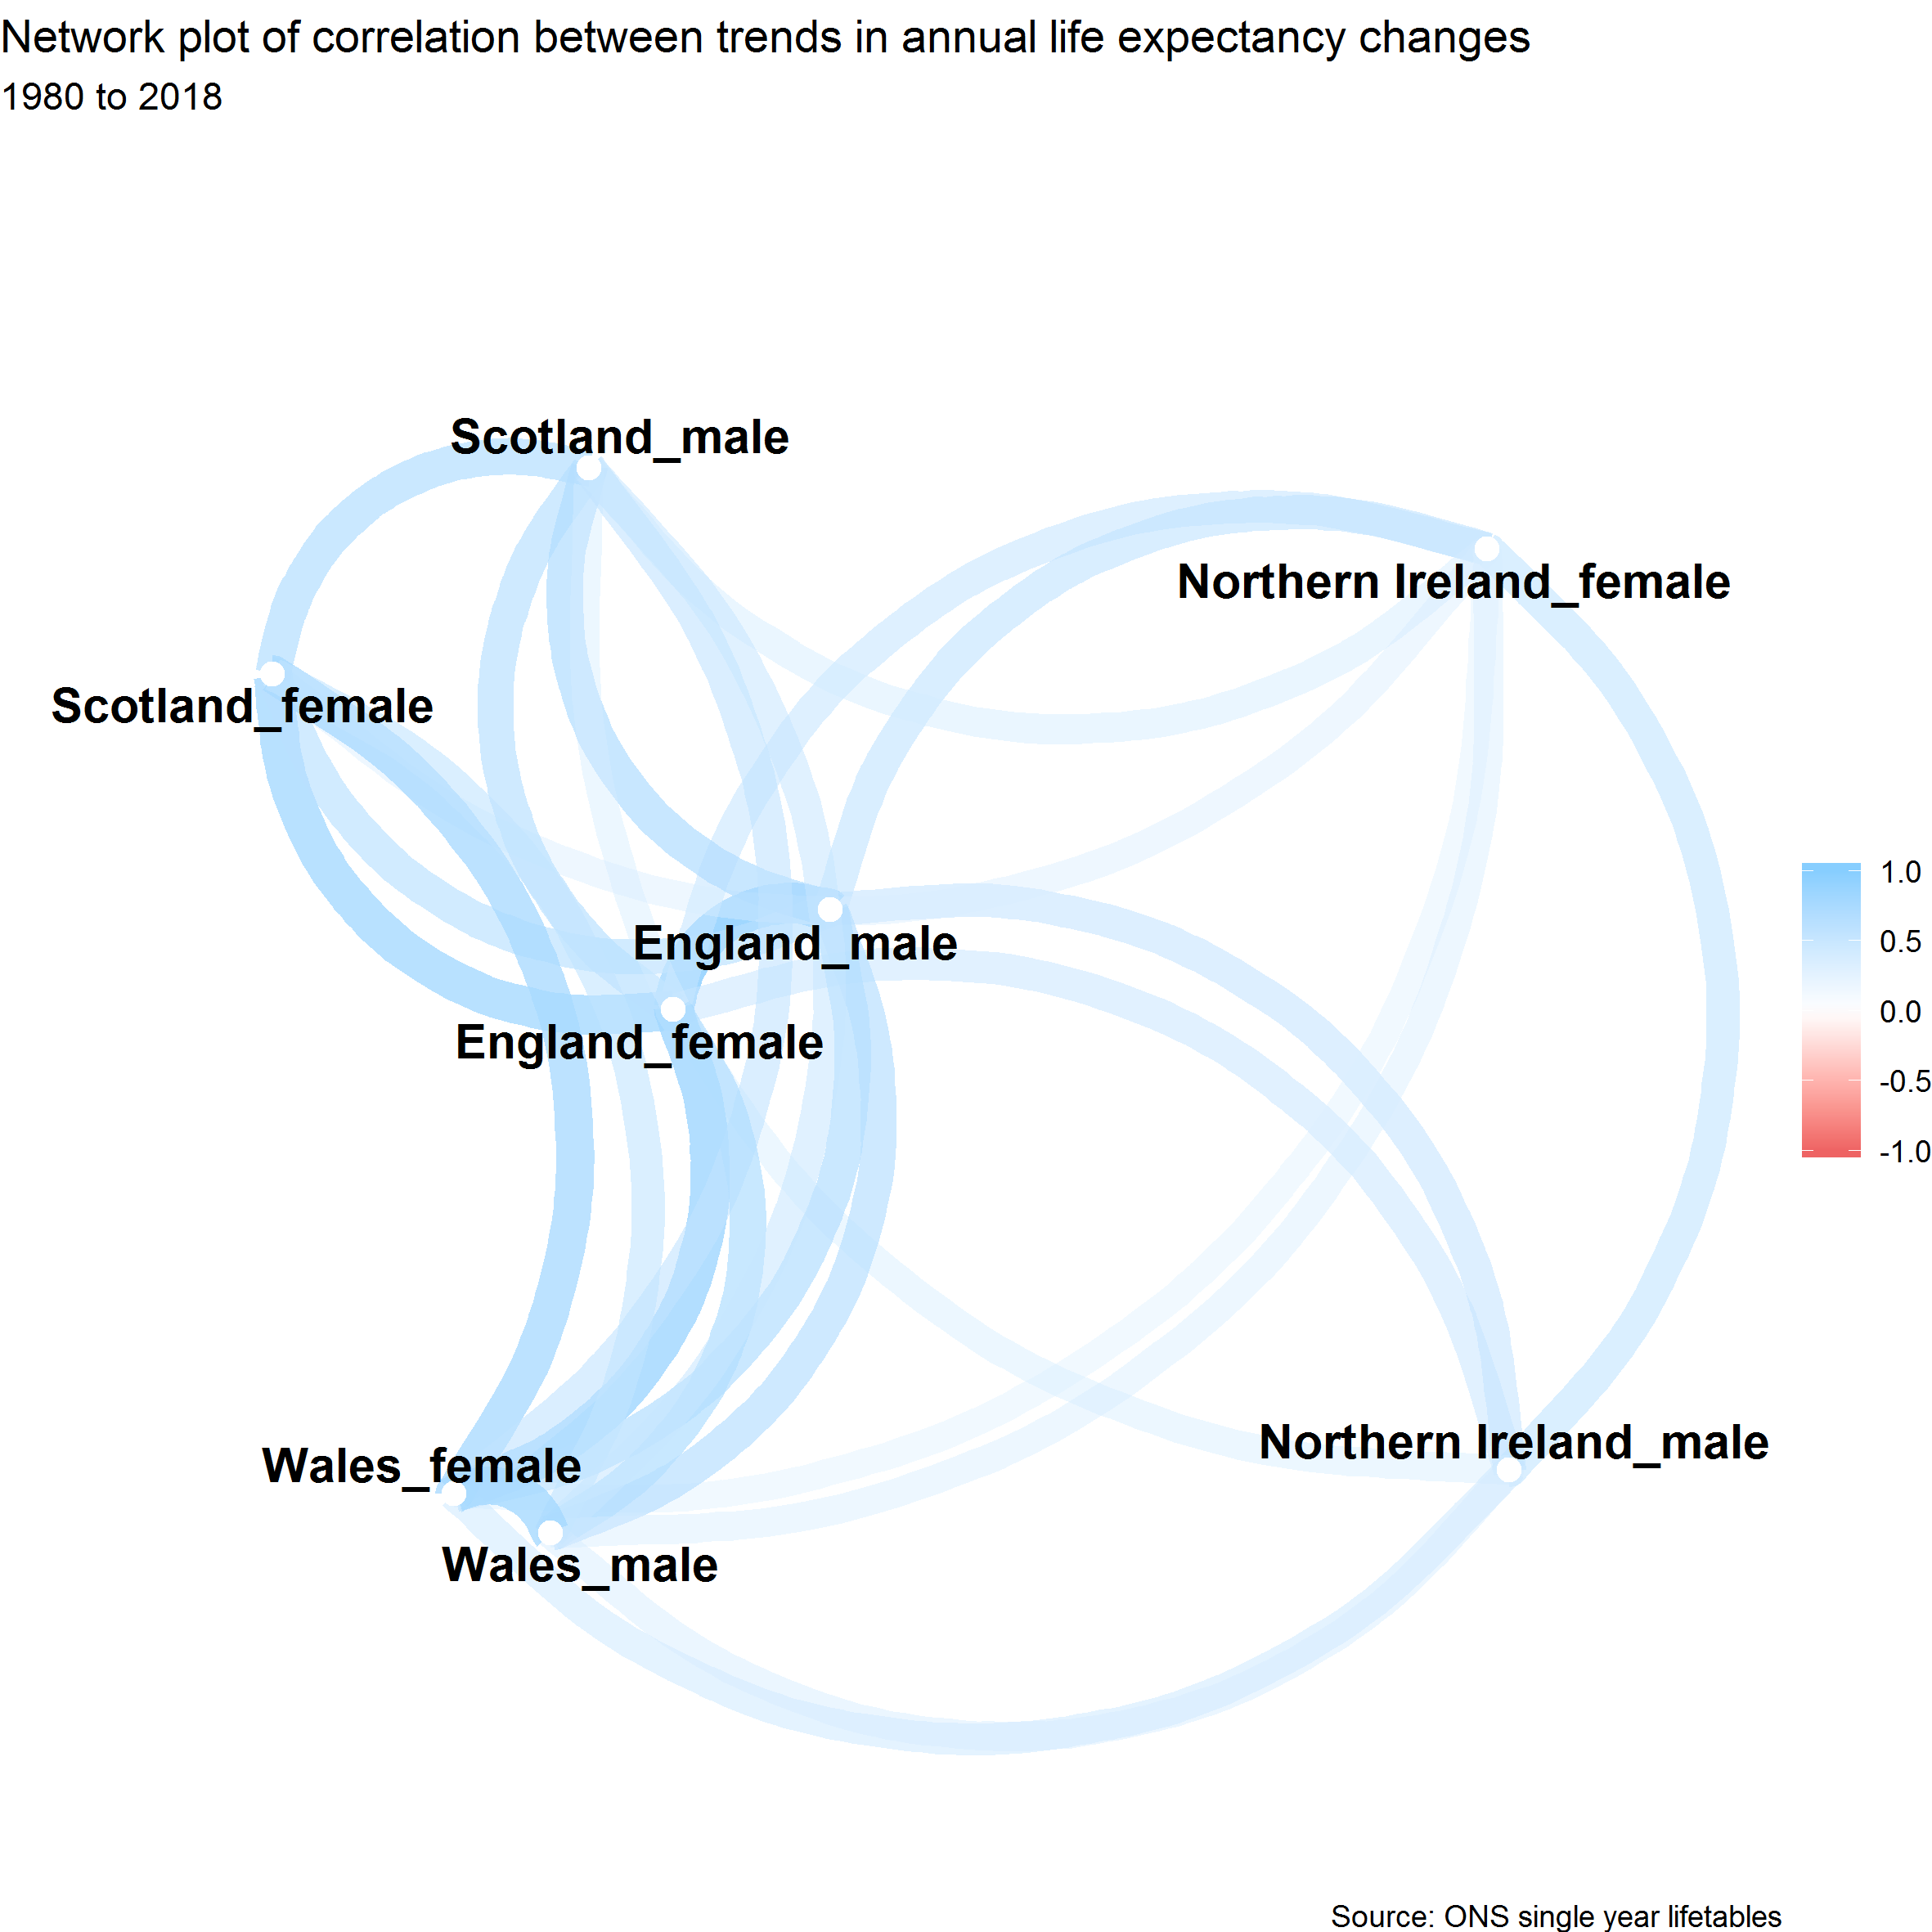 Network plot of correlation between trends in annual life expectancy changes
1980 to 2018
Scotland_male
Northern Ireland_female
Scotland_female
1.0
England_male
0.5
0.0
England_female
-0.5
-1.0
Northern Ireland_male
Wales_female
Wales_male
Source: ONS single year lifetables